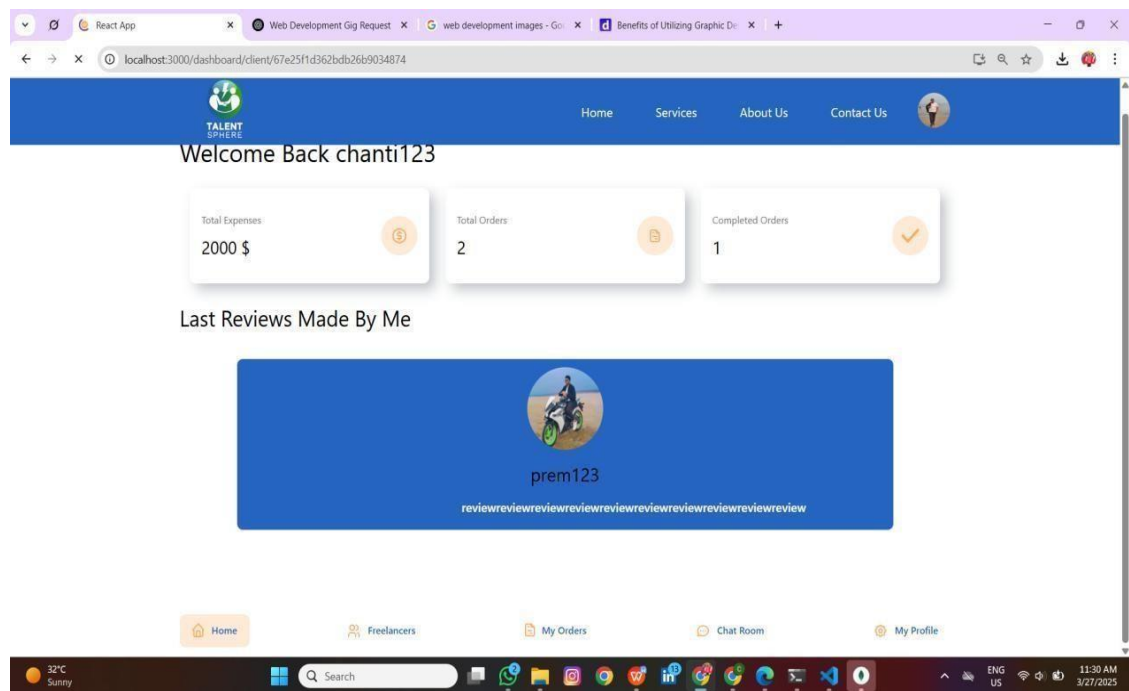 React App
Web Development Gig Request
web development images - Go
Benefits of Utilizing Graphic De
localhost:3000/dashboard/client/67e25f1d362bdb26b9034874
TALENT
SPHERE
Home
Services
About Us
Contact Us
Welcome Back chanti123
Total Expenses
2000 $
Total Orders
2
Completed Orders
1
Last Reviews Made By Me
prem123
reviewreviewreviewreviewreviewreviewreviewreviewreviewreview
Home
Freelancers
My Orders
Chat Room
My Profile
32°C
Sunny
Search
ENG
US
11:30 AM
3/27/2025